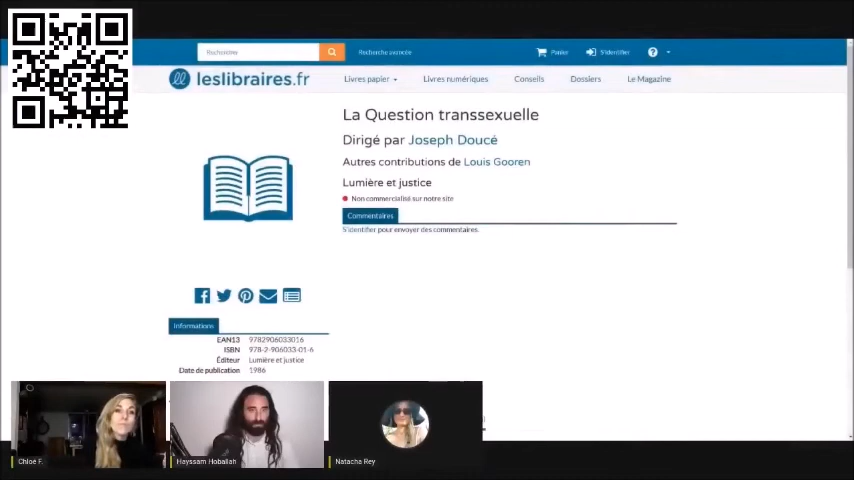 Rechercher
Recherche avancée
Panier
S'identifier
leslibraires.fr
Livres papier
Livres numériques
Conseils
Dossiers
Le Magazine
La Question transsexuelle
Dirigé par Joseph Doucé
Autres contributions de Louis Gooren
Lumière et justice
Non commercialisé sur notre site
Commentaires
S'identifier pour envoyer des commentaires.
Informations
EAN13 9782906033016
ISBN 978-2-906033-01-6
Éditeur Lumière et justice
Date de publication 1986
Chloé F.
Hayssam Hoballah
Natacha Rey